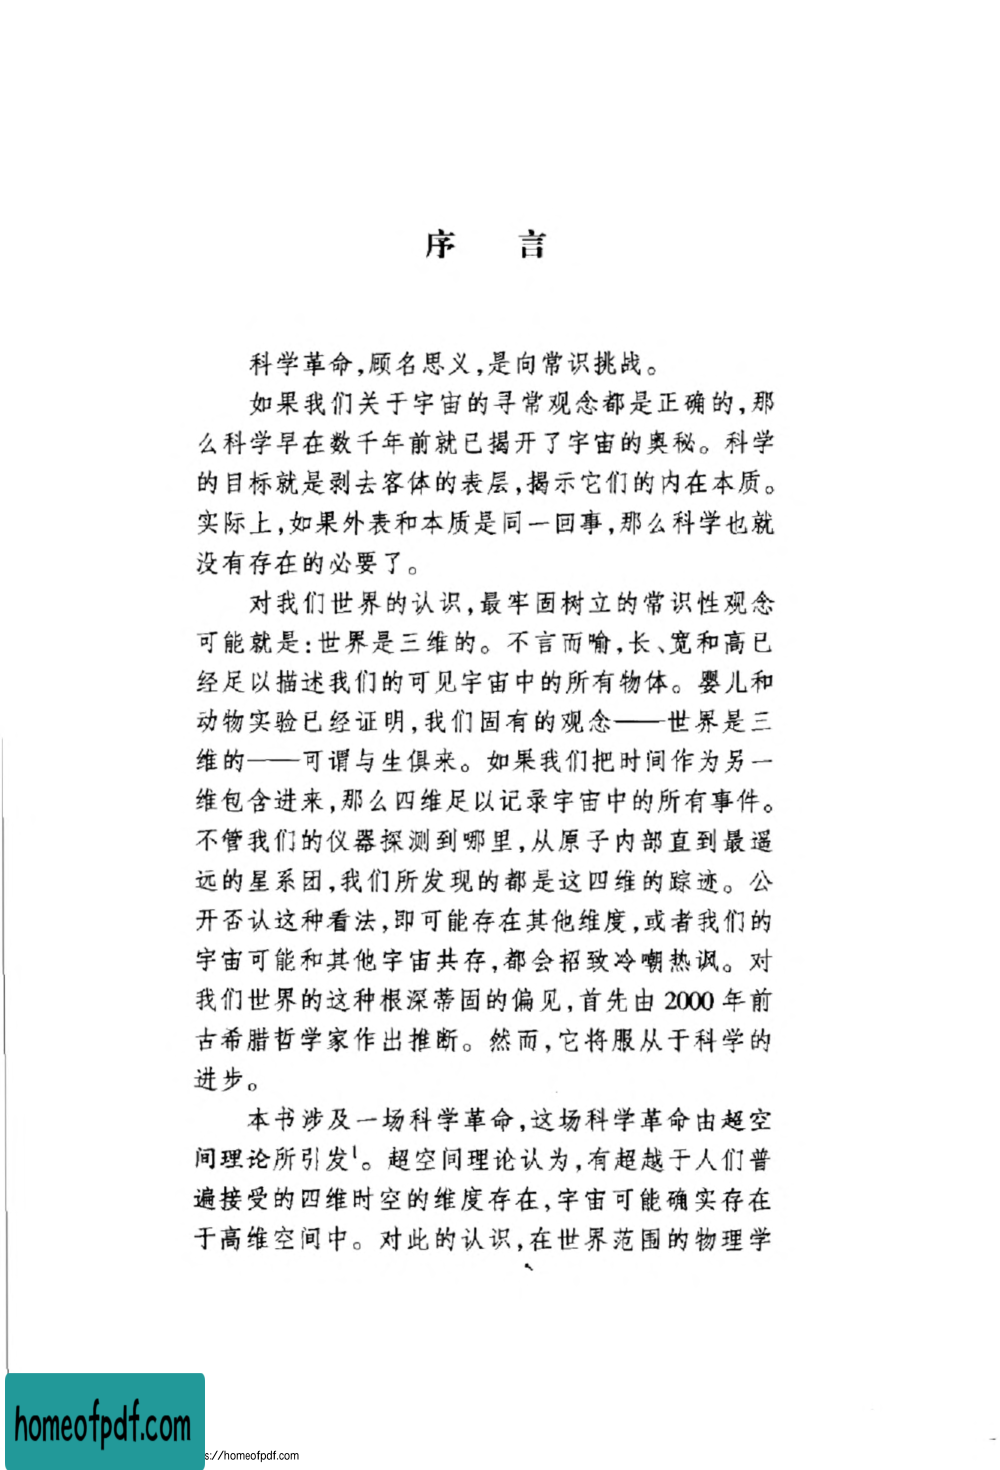 序 言
科学革命,顾名思义,是向常识挑战。
如果我们关于宇宙的寻常观念都是正确的,那
么科学早在数千年前就已揭开了宇宙的奥秘。科学
的目标就是剥去客体的表层,揭示它们的内在本质。
实际上,如果外表和本质是同一回事,那么科学也就
没有存在的必要了。
对我们世界的认识,最牢固树立的常识性观念
可能就是:世界是三维的。不言而喻,长、宽和高已
经足以描述我们的可见宇宙中的所有物体。婴儿和
动物实验已经证明,我们固有的观念——世界是三
维的——可谓与生俱来。如果我们把时间作为另一
维包含进来,那么四维足以记录宇宙中的所有事件。
不管我们的仪器探测到哪里,从原子内部直到最遥
远的星系团,我们所发现的都是这四维的踪迹。公
开否认这种看法,即可能存在其他维度,或者我们的
宇宙可能和其他宇宙共存,都会招致冷嘲热讽。对
我们世界的这种根深蒂固的偏见,首先由 2000 年前
古希腊哲学家作出推断。然而,它将服从于科学的
进步。
本书涉及一场科学革命,这场科学革命由超空
间理论所引发1。超空间理论认为,有超越于人们普
遍接受的四维时空的维度存在,宇宙可能确实存在
于高维空间中。对此的认识,在世界范围的物理学
homeofpdf.com
s://homeofpdf.com